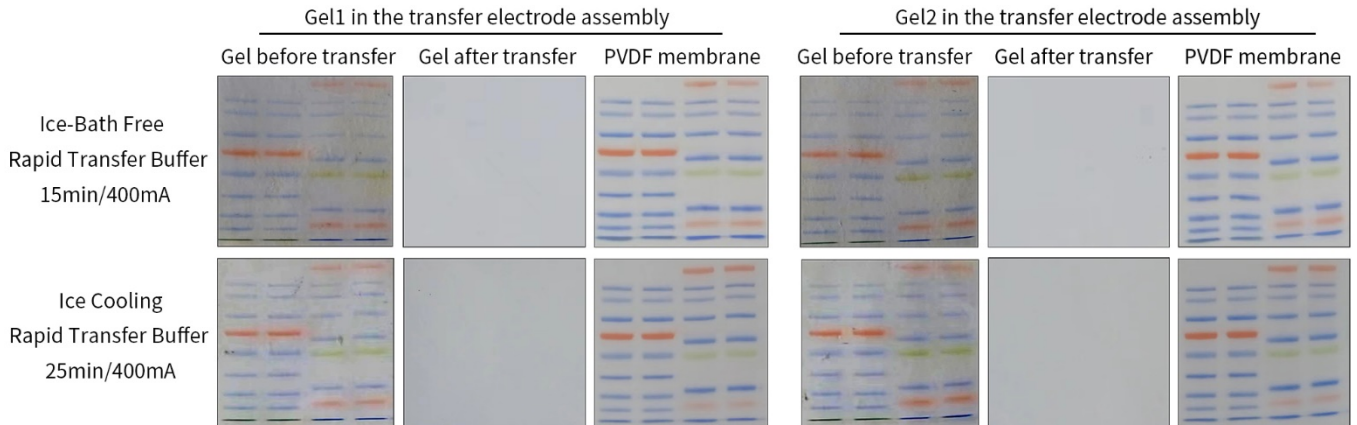 Gel1 in the transfer electrode assembly
Gel2 in the transfer electrode assembly
Gel before transfer
Gel after transfer
PVDF membrane
Gel before transfer
Gel after transfer
PVDF membrane
Ice-Bath Free
Rapid Transfer Buffer
15min/400mA
Ice Cooling
Rapid Transfer Buffer
25min/400mA